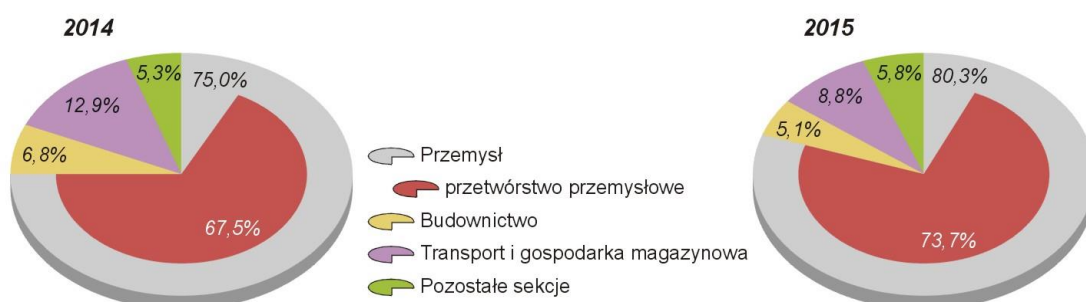 2014
5,3%
75,0%
12,9%
6,8%
67,5%
Przemysł
przetwórstwo przemysłowe
Budownictwo
Transport i gospodarka magazynowa
Pozostałe sekcje
2015
5,8%
80,3%
8,8%
5,1%
73,7%